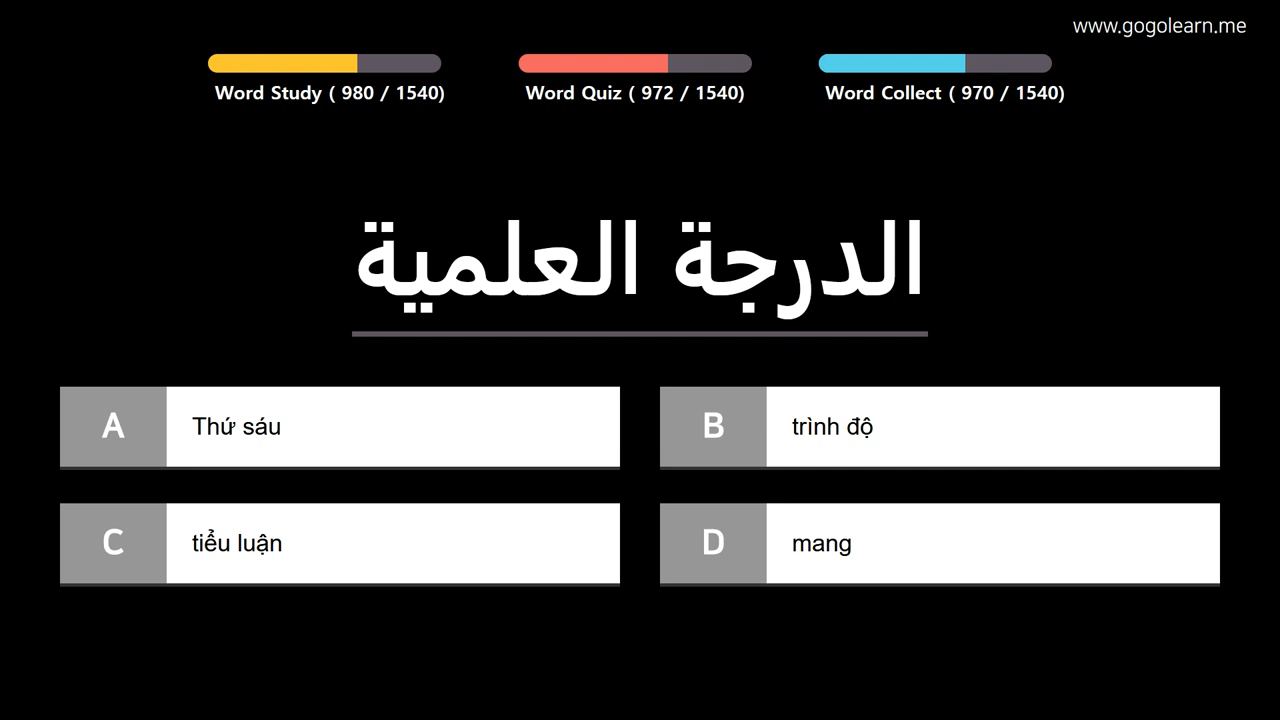 www.gogolearn.me
Word Study ( 980 / 1540)
Word Quiz ( 972 / 1540)
Word Collect ( 970 / 1540)
الدرجة العلمية
A Thứ sáu
B trình độ
C tiểu luận
D mang